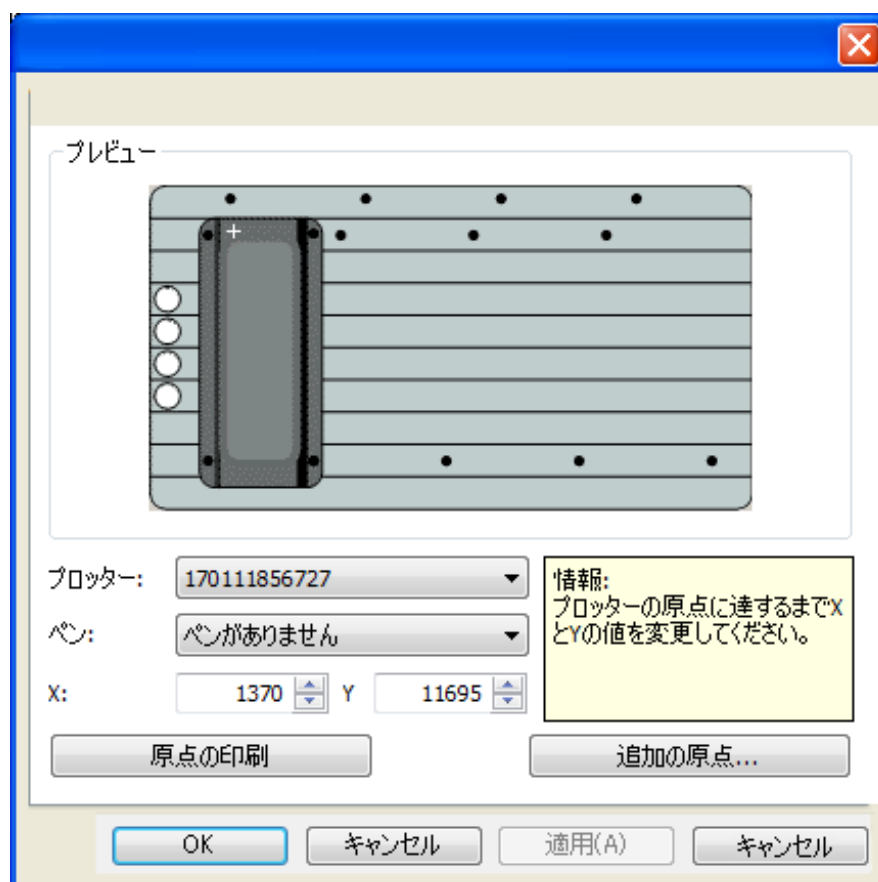 プレビュー
プロッター: 170111856727
ペン: ペンがありません
X: 1370 Y 11695
情報:
プロッターの原点に達するまでX
とYの値を変更してください。
原点の印刷 追加の原点...
OK キャンセル 適用(A) キャンセル